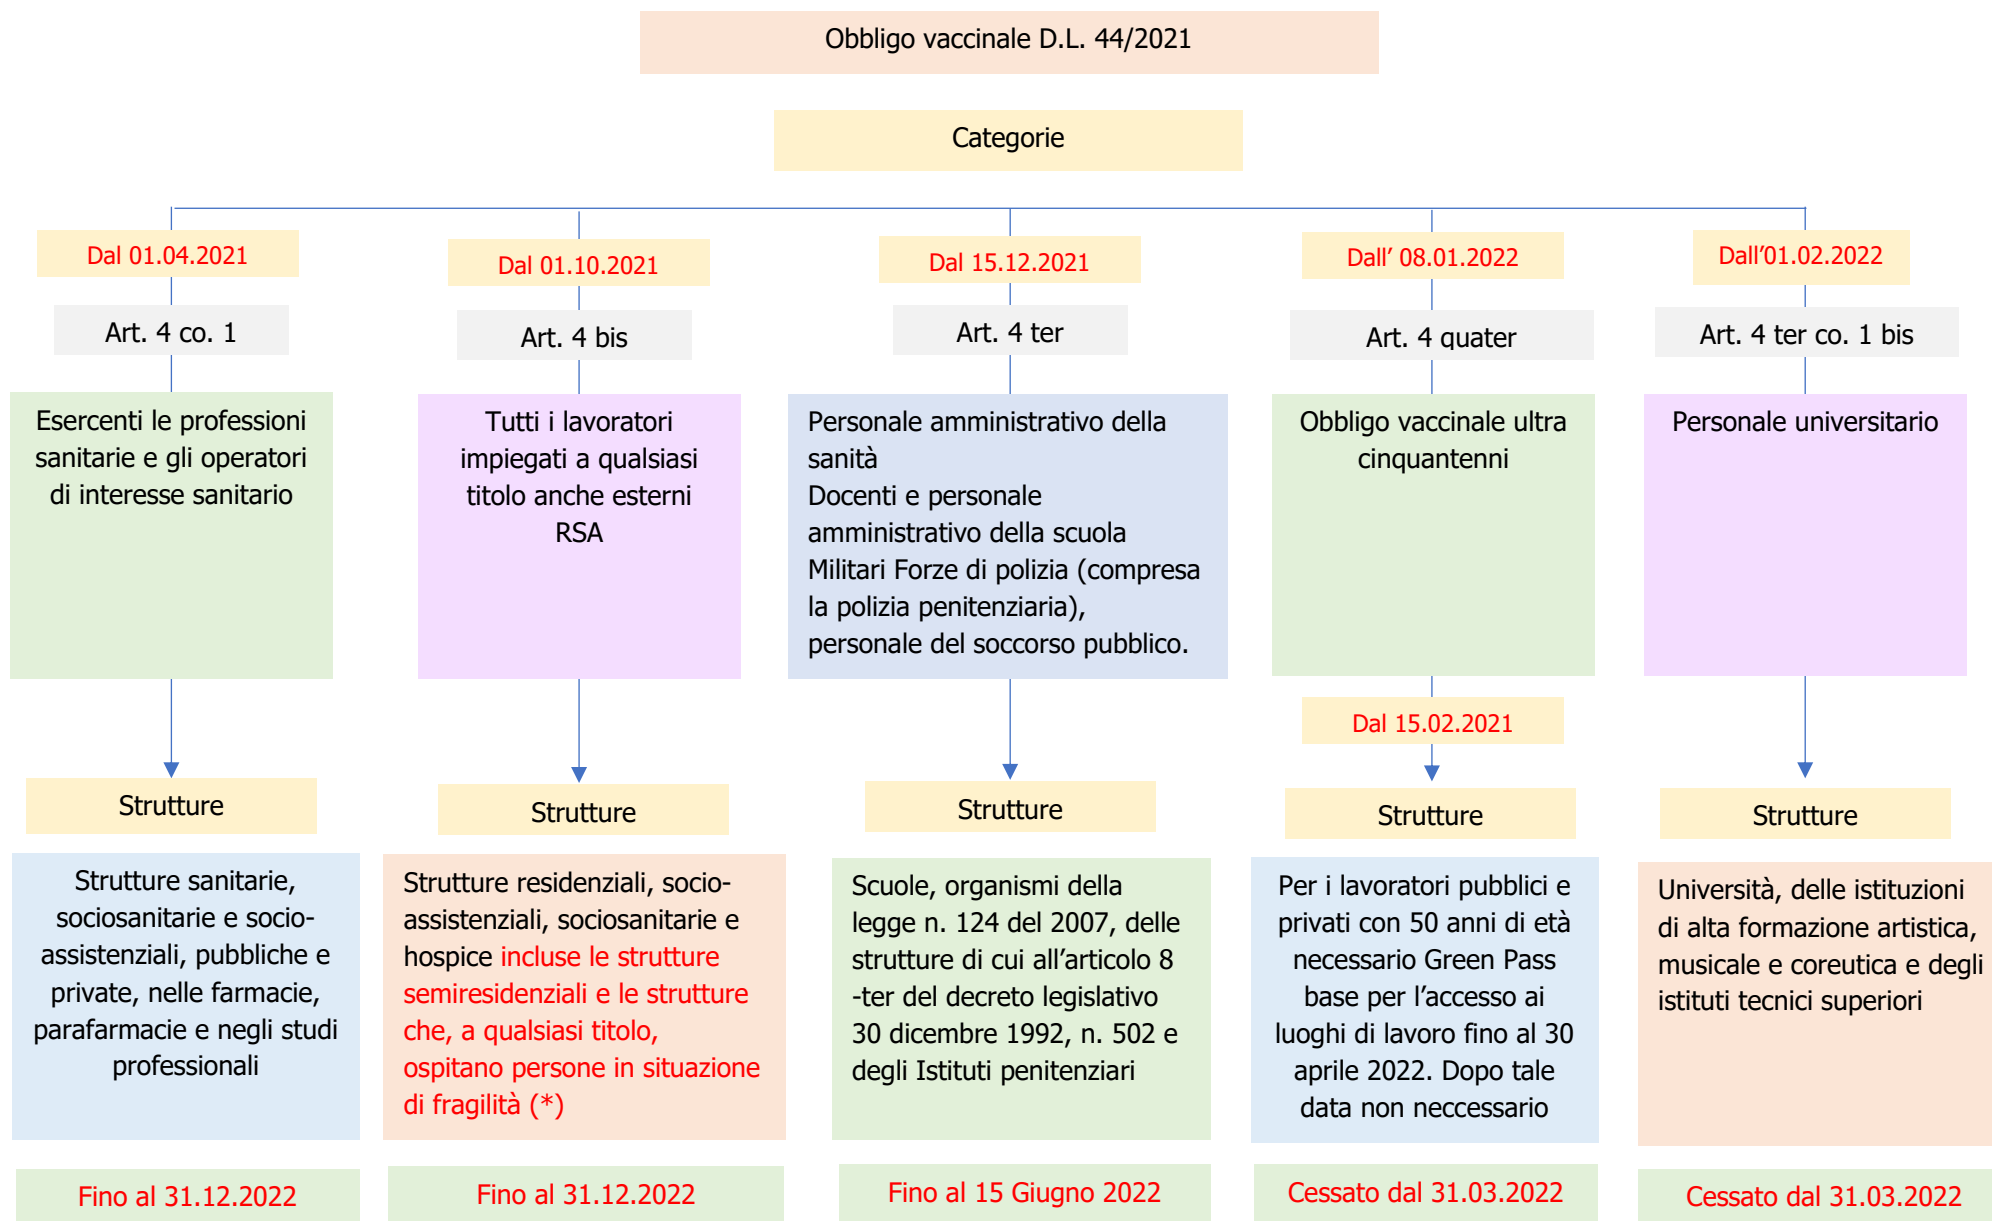 Obbligo vaccinale D.L. 44/2021
Categorie
Dal 01.04.2021
Art. 4 co. 1
Esercenti le professioni
sanitarie e gli operatori
di interesse sanitario
Strutture
Strutture sanitarie,
sociosanitarie e socio-
assistenziali, pubbliche e
private, nelle farmacie,
parafarmacie e negli studi
professionali
Fino al 31.12.2022
Dal 01.10.2021
Art. 4 bis
Tutti i lavoratori
impiegati a qualsiasi
titolo anche esterni
RSA
Strutture
Strutture residenziali, socio-
assistenziali, sociosanitarie e
hospice incluse le strutture
semiresidenziali e le strutture
che, a qualsiasi titolo,
ospitano persone in situazione
di fragilità (*)
Fino al 31.12.2022
Dal 15.12.2021
Art. 4 ter
Personale amministrativo della
sanità
Docenti e personale
amministrativo della scuola
Militari Forze di polizia (compresa
la polizia penitenziaria),
personale del soccorso pubblico.
Strutture
Scuole, organismi della
legge n. 124 del 2007, delle
strutture di cui all’articolo 8
-ter del decreto legislativo
30 dicembre 1992, n. 502 e
degli Istituti penitenziari
Fino al 15 Giugno 2022
Dall’ 08.01.2022
Art. 4 quater
Obbligo vaccinale ultra
cinquantenni
Dal 15.02.2021
Strutture
Per i lavoratori pubblici e
privati con 50 anni di età
necessario Green Pass
base per l’accesso ai
luoghi di lavoro fino al 30
aprile 2022. Dopo tale
data non neccessario
Cessato dal 31.03.2022
Dall’01.02.2022
Art. 4 ter co. 1 bis
Personale universitario
Strutture
Università, delle istituzioni
di alta formazione artistica,
musicale e coreutica e degli
istituti tecnici superiori
Cessato dal 31.03.2022